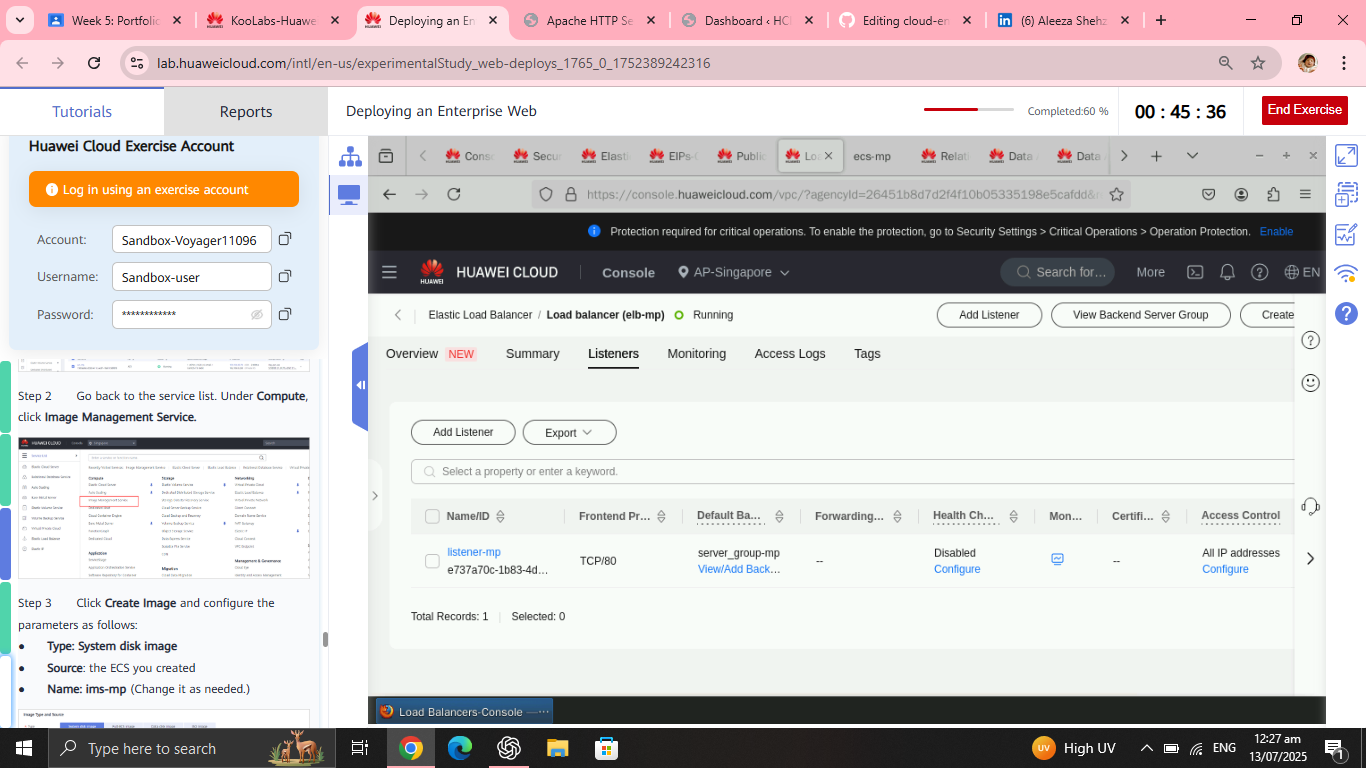 Week 5: Portfolio
KooLabs-Huawe
Deploying an En
Apache HTTP Se
Dashboard ‹ HCI
Editing cloud-en
(6) Aleeza Shehz
lab.huaweicloud.com/intl/en-us/experimentalStudy_web-deploys_1765_0_1752389242316
Tutorials
Reports
Deploying an Enterprise Web
Completed:60 %
00 : 45 : 36
End Exercise
Huawei Cloud Exercise Account
Log in using an exercise account
Account:
Sandbox-Voyager11096
Username:
Sandbox-user
Password:
************
Step 2 Go back to the service list. Under Compute,
click Image Management Service.
Step 3 Click Create Image and configure the
parameters as follows:
● Type: System disk image
● Source: the ECS you created
● Name: ims-mp (Change it as needed.)
Image Type and Source
Cons
Secur
Elasti
EIPs-
Public
Lo
ecs-mp
Relati
Data
Data
https://console.huaweicloud.com/vpc/?agencyId=26451b8d7d2f4f10b05335198e5cafdd&r
Protection required for critical operations. To enable the protection, go to Security Settings > Critical Operations > Operation Protection. Enable
HUAWEI
HUAWEI CLOUD
Console
AP-Singapore
Search for...
More
EN
Elastic Load Balancer / Load balancer (elb-mp)
Running
Add Listener
View Backend Server Group
Create
Overview NEW
Summary
Listeners
Monitoring
Access Logs
Tags
Add Listener
Export
Select a property or enter a keyword.
Name/ID
Frontend Pr...
Default Ba...
Forwarding...
Health Ch...
Mon...
Certifi...
Access Control
listener-mp
e737a70c-1b83-4d...
TCP/80
server_group-mp
View/Add Back...
--
Disabled
Configure
--
All IP addresses
Configure
Total Records: 1
Selected: 0
Load Balancers-Console — ···
Type here to search
UV
High UV
ENG
12:27 am
13/07/2025
1